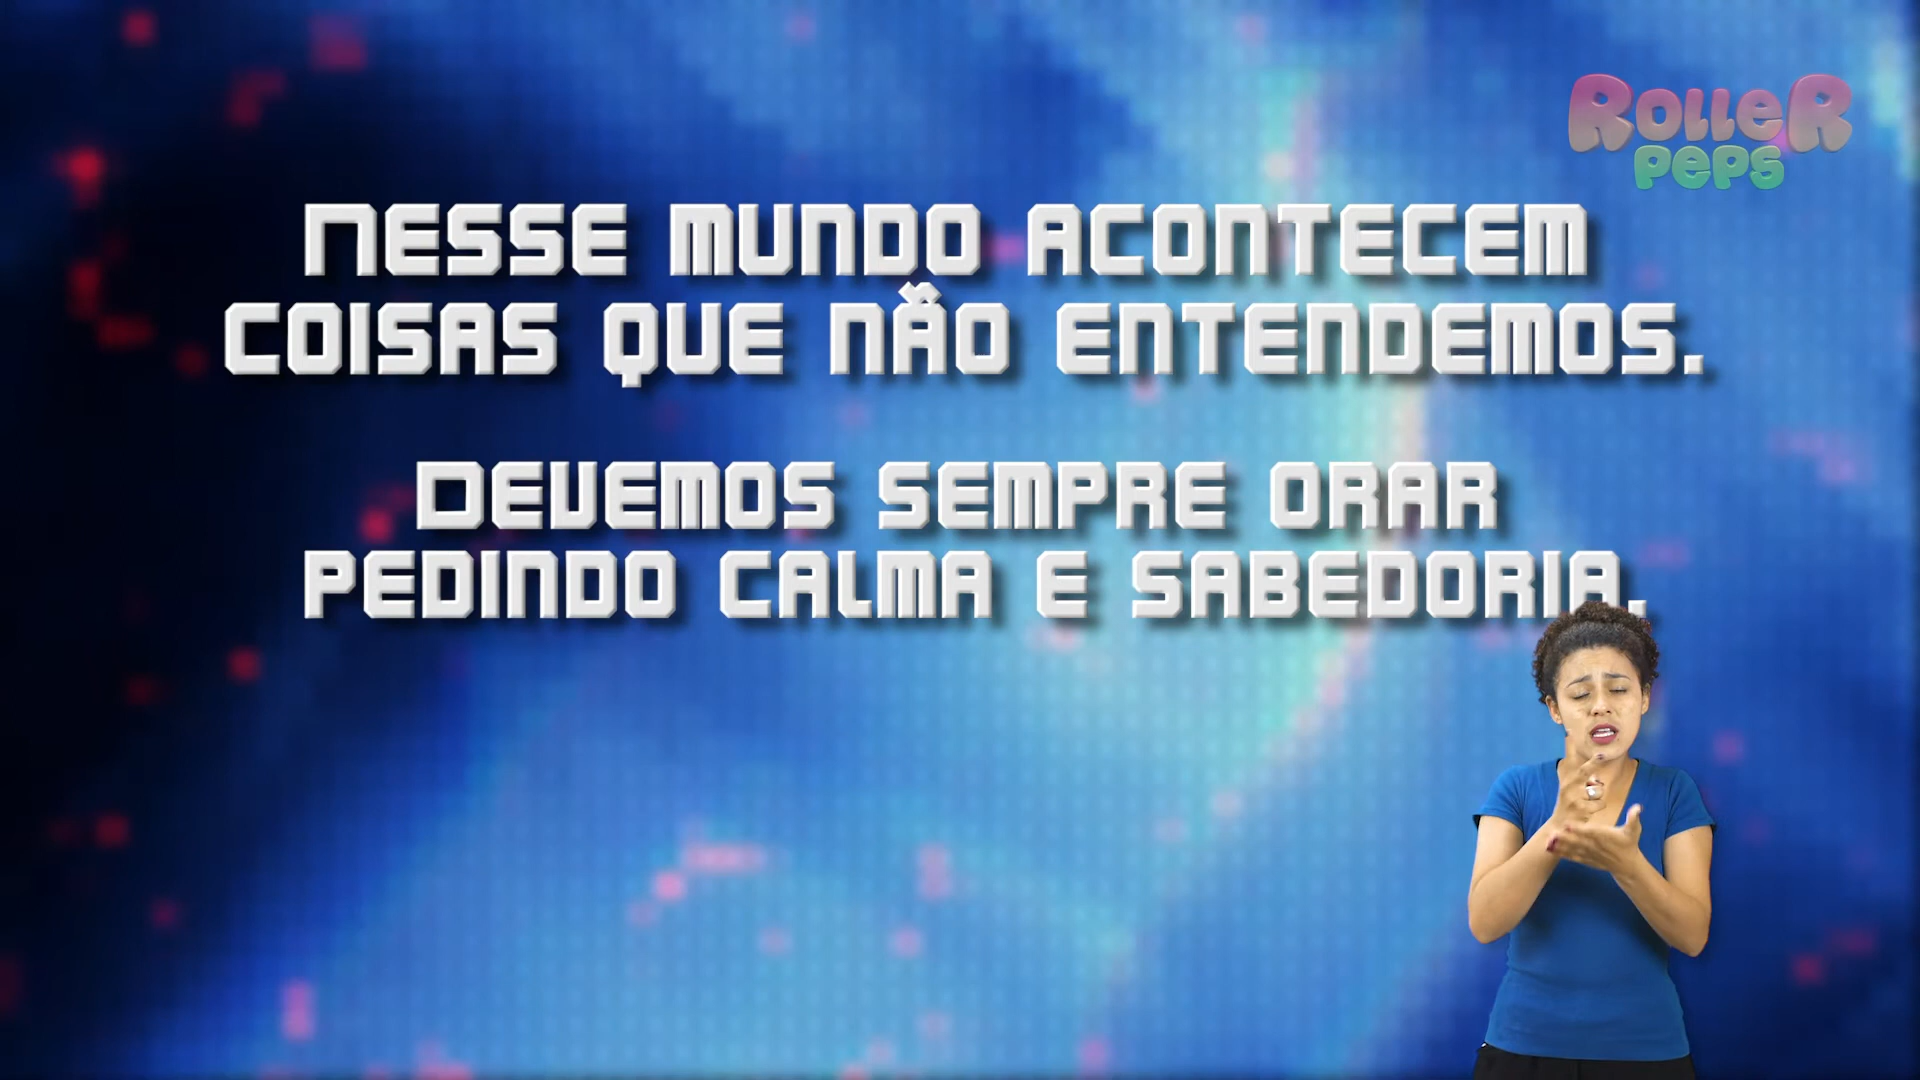 RolleR
PePS
Nesse mundo acontecem
coisas que não entendemos.
Devemos sempre orar
pedindo calma e sabedoria.